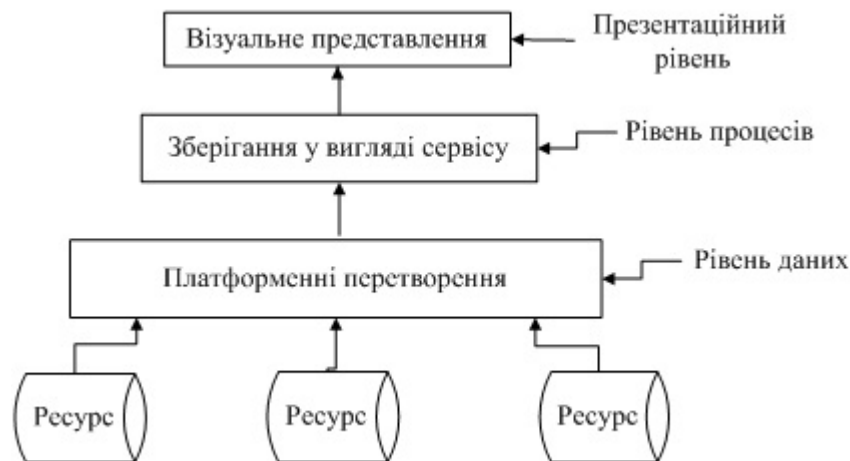 Візуальне представлення
Презентаційний
рівень
Зберігання у вигляді сервісу
Рівень процесів
Платформенні перетворення
Рівень даних
Ресурс
Ресурс
Ресурс